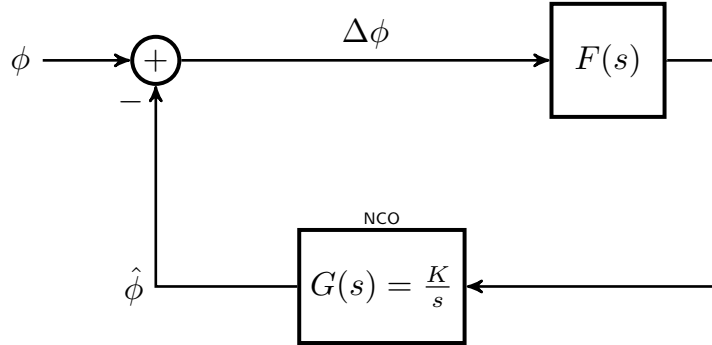 Δϕ
ϕ
+
F(s)
−
NCO
ϕ̂
G(s) = K/s